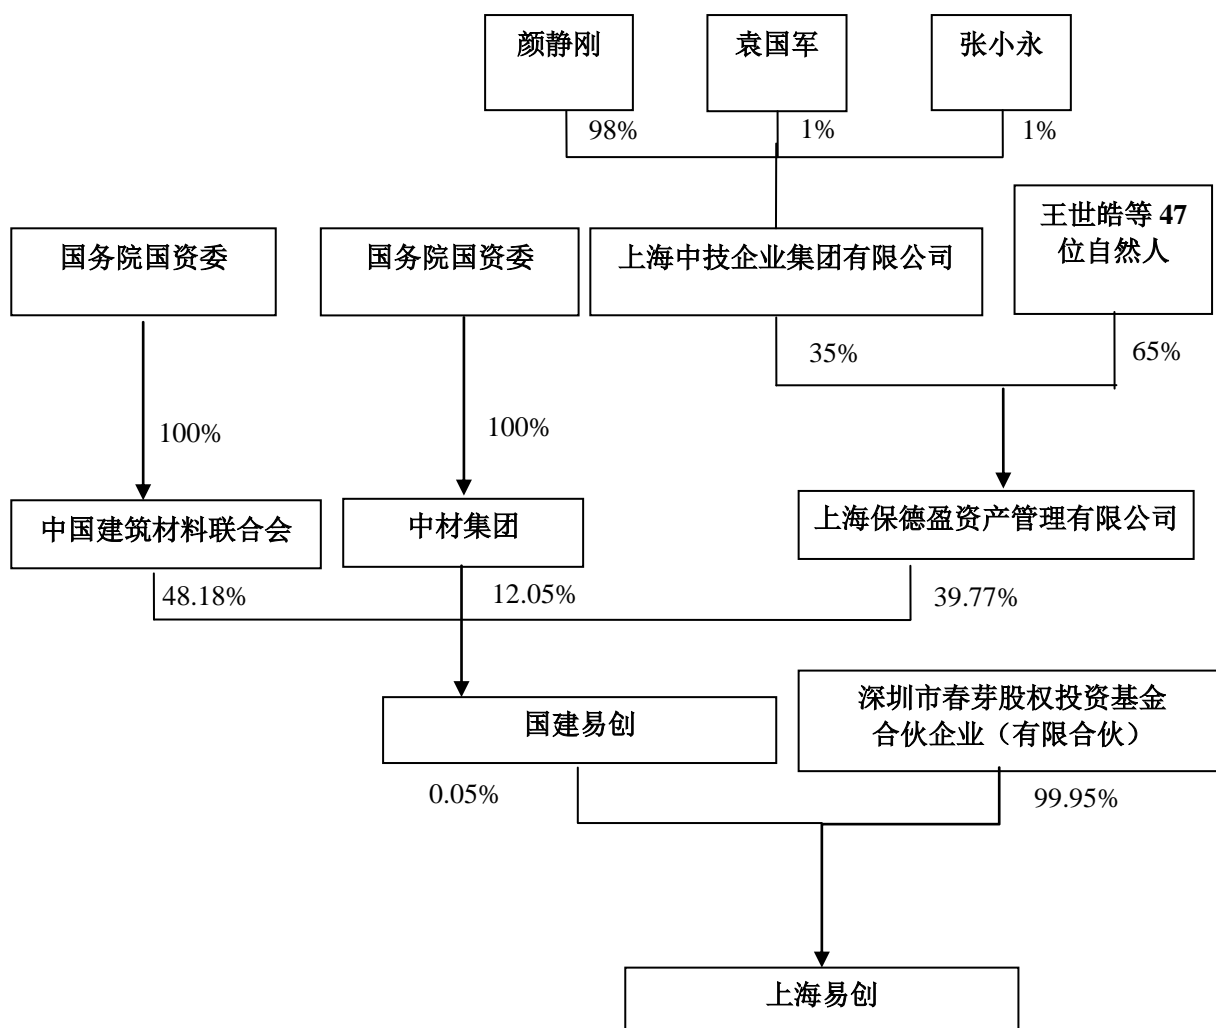 颜静刚
袁国军
张小永
98%
1%
1%
王世皓等 47
位自然人
国务院国资委
国务院国资委
上海中技企业集团有限公司
35%
65%
100%
100%
中国建筑材料联合会
中材集团
上海保德盈资产管理有限公司
48.18%
12.05%
39.77%
国建易创
深圳市春芽股权投资基金
合伙企业（有限合伙）
0.05%
99.95%
上海易创